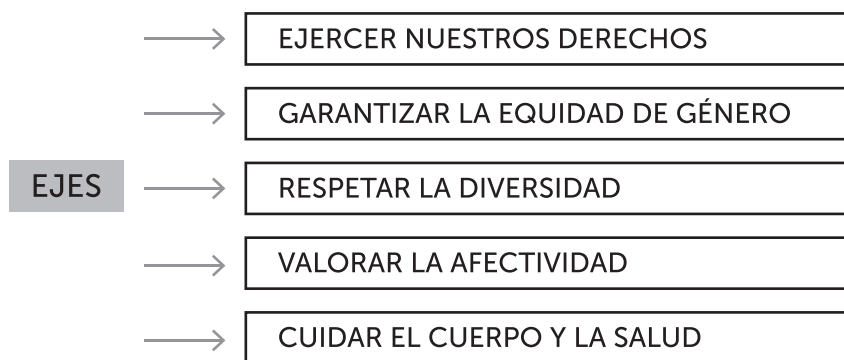 EJERCER NUESTROS DERECHOS
GARANTIZAR LA EQUIDAD DE GÉNERO
EJES
RESPETAR LA DIVERSIDAD
VALORAR LA AFECTIVIDAD
CUIDAR EL CUERPO Y LA SALUD